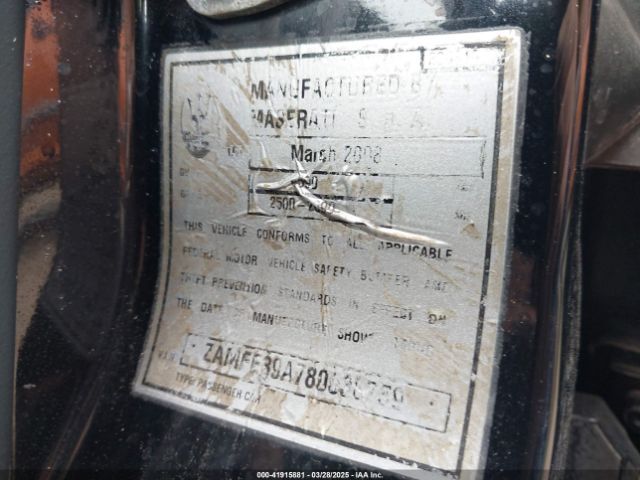 MANUFACTURED BY
MASERATI S.P.A.
March 2008
2500 -
THIS VEHICLE CONFORMS TO ALL APPLICABLE
FEDERAL MOTOR VEHICLE SAFETY BUMPER AND
THEFT PREVENTION STANDARDS IN EFFECT ON
THE DATE OF MANUFACTURE SHOWN ABOVE
V.I.N.
TYPE: PASSENGER CAR
000-41915881 - 03/28/2025 - ICM.COM